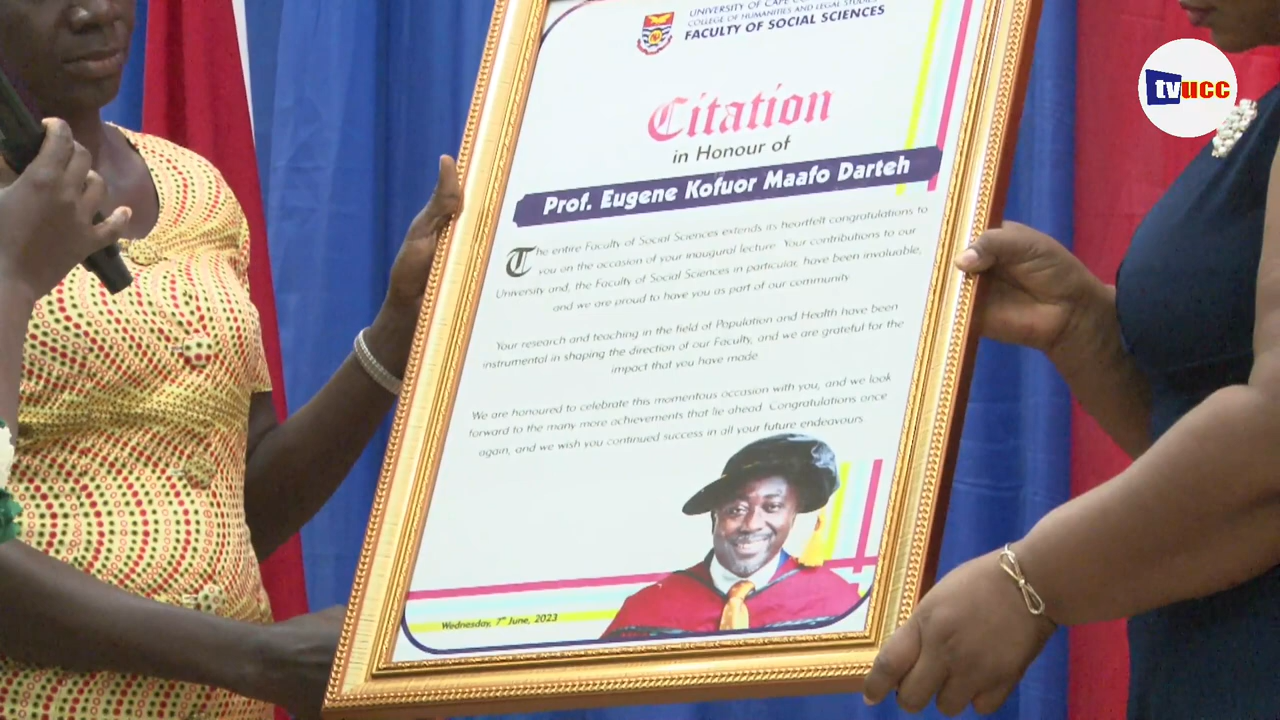 UNIVERSITY OF CAPE
COLLEGE OF HUMANITIES AND LEGAL STUDIES
FACULTY OF SOCIAL SCIENCES
tvucc
Citation
in Honour of
Prof. Eugene Kofuor Maafo Darteh
The entire Faculty of Social Sciences extends its heartfelt congratulations to
you on the occasion of your inaugural lecture. Your contributions to our
University and, the Faculty of Social Sciences in particular, have been invaluable,
and we are proud to have you as part of our community
Your research and teaching in the field of Population and Health have been
instrumental in shaping the direction of our Faculty, and we are grateful for the
impact that you have made
We are honoured to celebrate this momentous occasion with you, and we look
forward to the many more achievements that lie ahead. Congratulations once
again, and we wish you continued success in all your future endeavours
Wednesday, 7th June, 2023